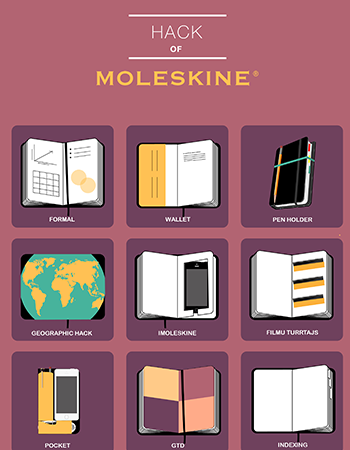 HACK
OF
MOLESKINE®
FORMAL
WALLET
PEN HOLDER
GEOGRAPHIC HACK
IMOLESKINE
FILMU TURRTAJS
POCKET
GTD
INDEXING